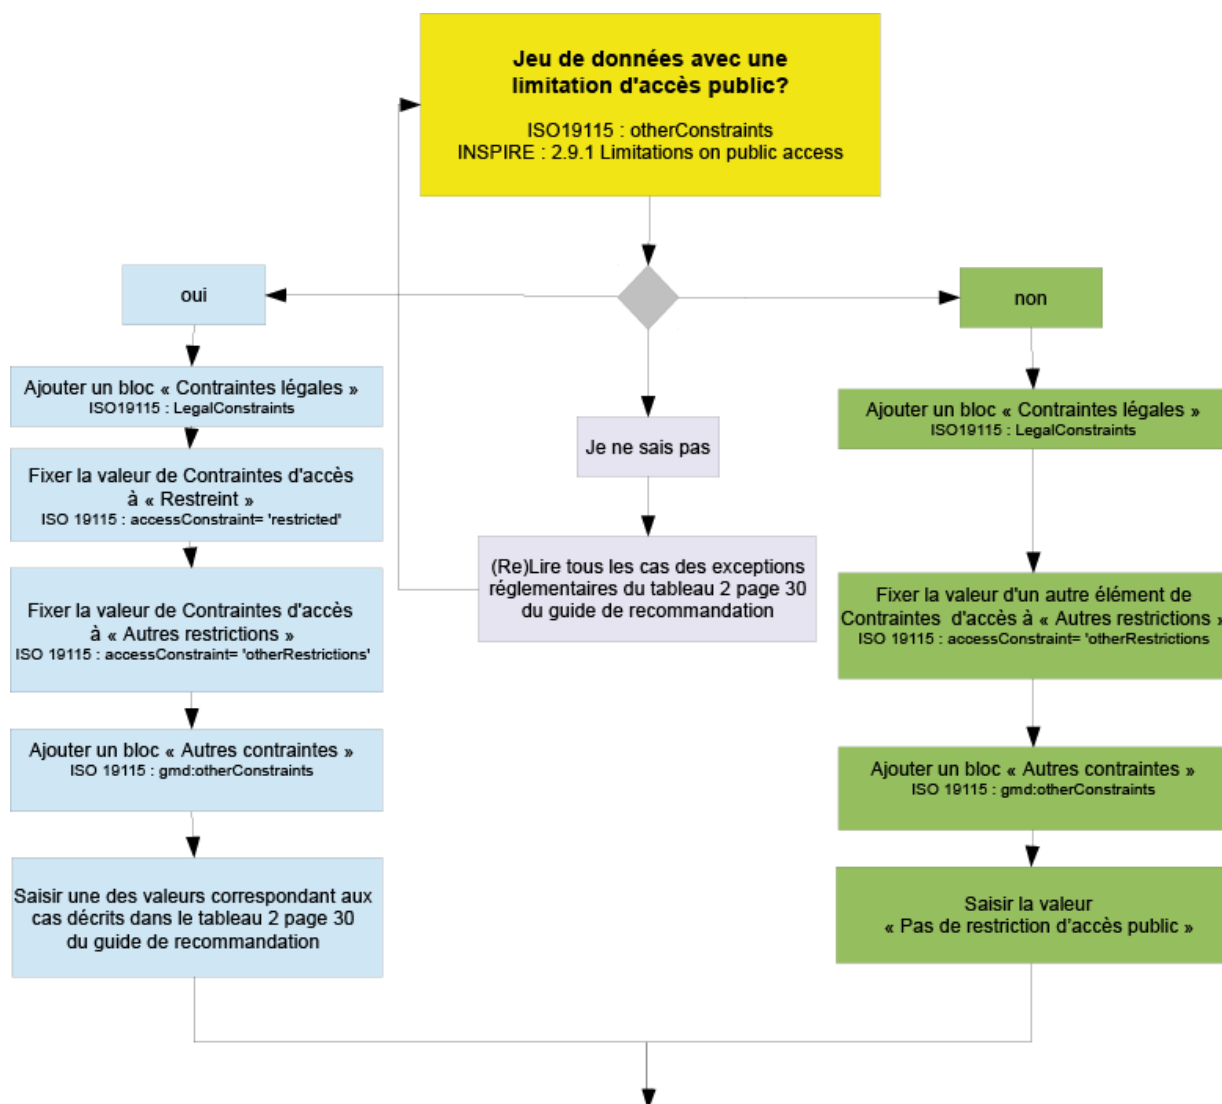 Jeu de données avec une
limitation d'accès public?
ISO19115 : otherConstraints
INSPIRE : 2.9.1 Limitations on public access
oui
non
Ajouter un bloc « Contraintes légales »
ISO19115 : LegalConstraints
Fixer la valeur de Contraintes d'accès
à « Restreint »
ISO 19115 : accessConstraint= 'restricted'
Fixer la valeur de Contraintes d'accès
à « Autres restrictions »
ISO 19115 : accessConstraint= 'otherRestrictions'
Ajouter un bloc « Autres contraintes »
ISO 19115 : gmd:otherConstraints
Saisir une des valeurs correspondant aux
cas décrits dans le tableau 2 page 30
du guide de recommandation
Je ne sais pas
(Re)Lire tous les cas des exceptions
réglementaires du tableau 2 page 30
du guide de recommandation
Ajouter un bloc « Contraintes légales »
ISO19115 : LegalConstraints
Fixer la valeur d'un autre élément de
Contraintes d'accès à « Autres restrictions »
ISO 19115 : accessConstraint= 'otherRestrictions
Ajouter un bloc « Autres contraintes »
ISO 19115 : gmd:otherConstraints
Saisir la valeur
« Pas de restriction d'accès public »